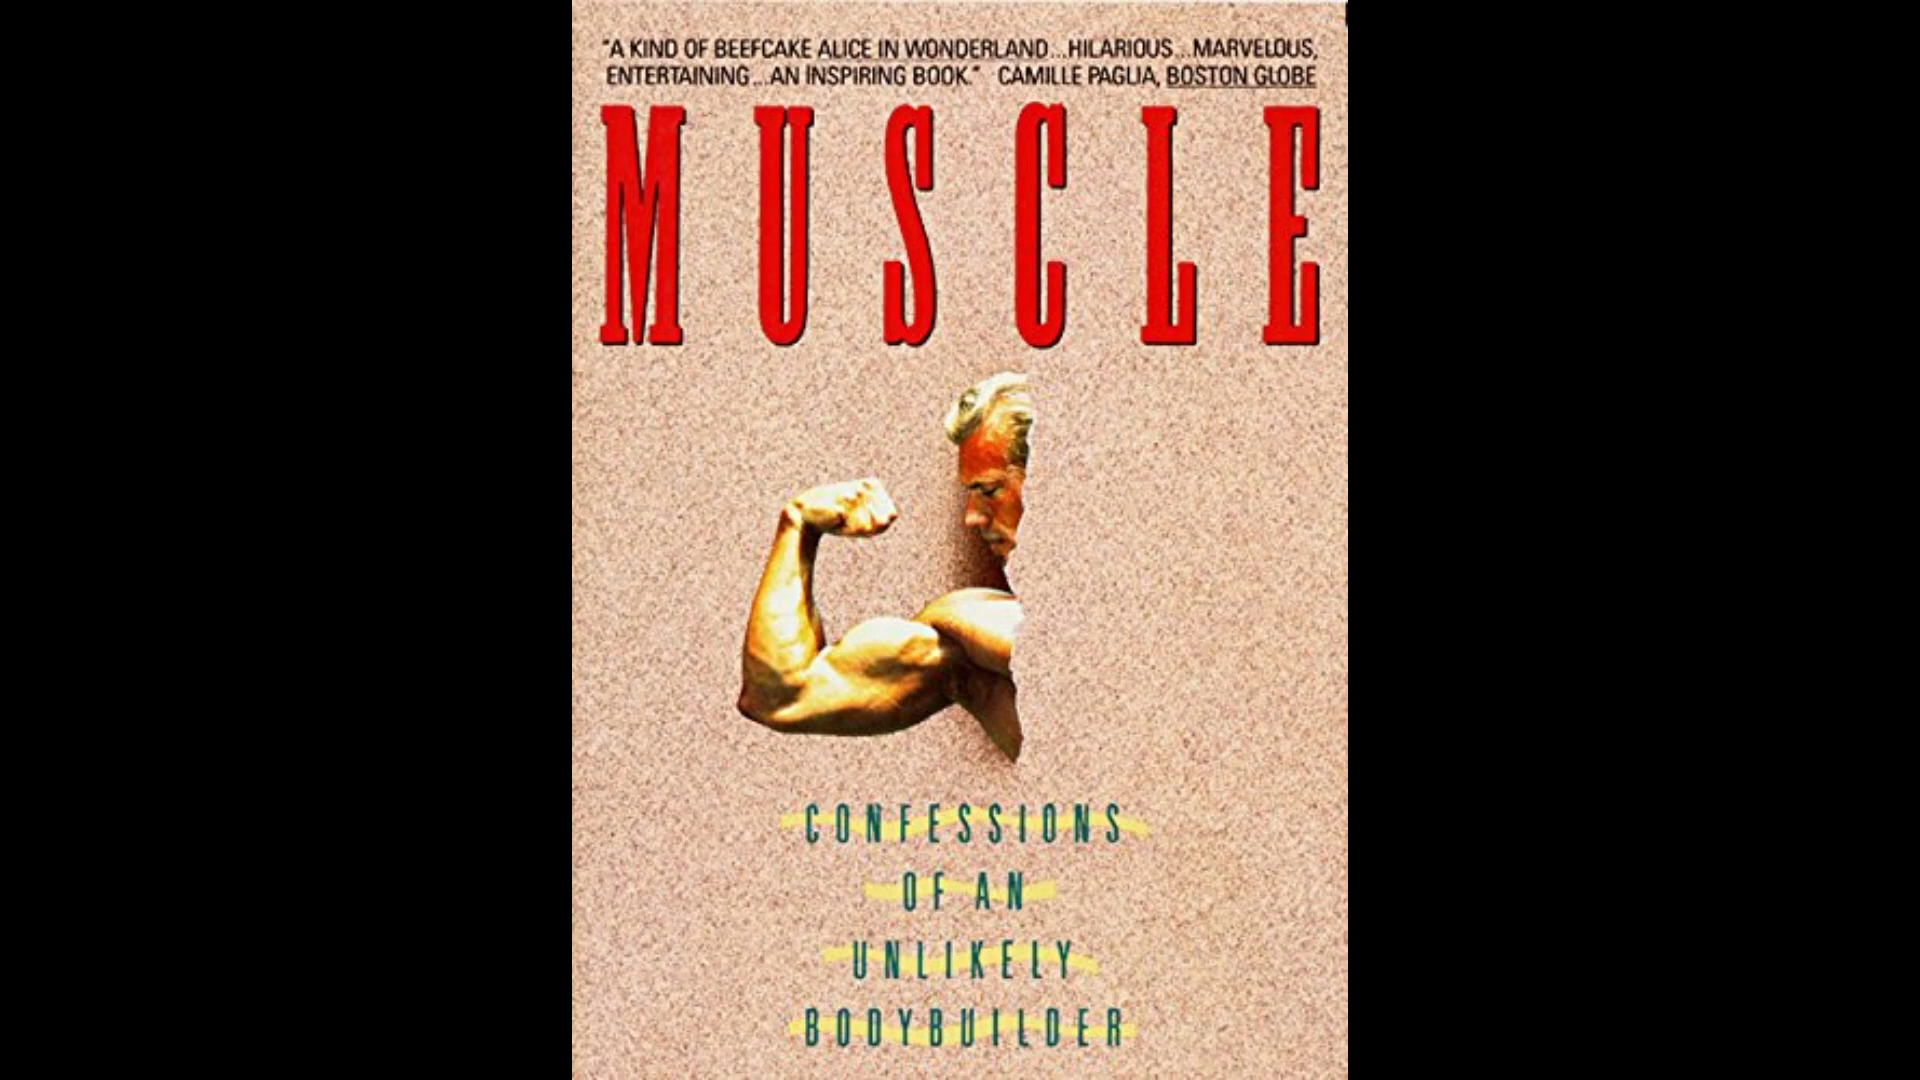 "A KIND OF BEEFCAKE ALICE IN WONDERLAND...HILARIOUS...MARVELOUS,
ENTERTAINING...AN INSPIRING BOOK." CAMILLE PAGLIA, BOSTON GLOBE
MUSCLE
CONFESSIONS
OF AN
UNLIKELY
BODYBUILDER